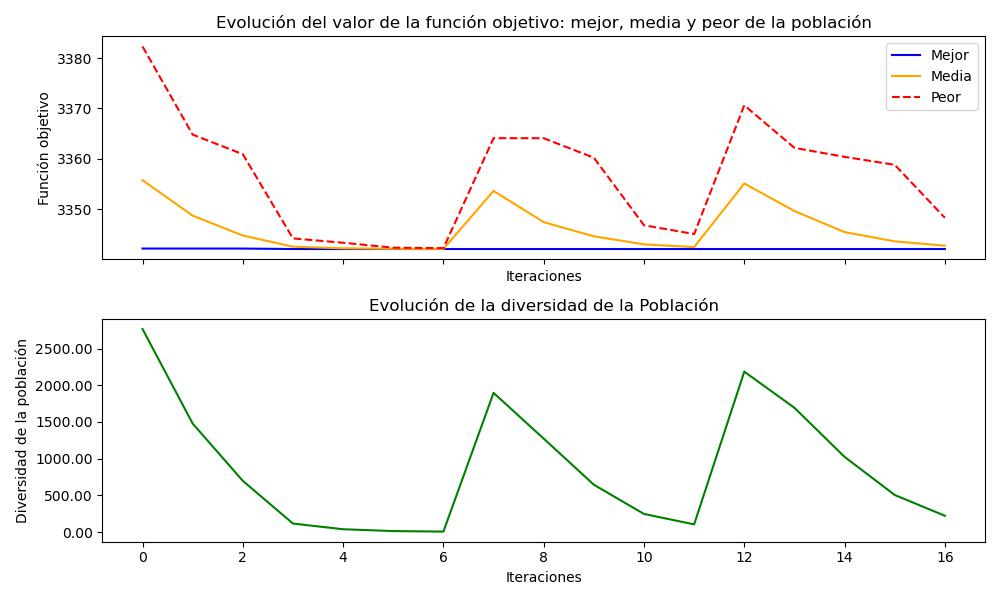 Evolución del valor de la función objetivo: mejor, media y peor de la población
Función objetivo
3380
3370
3360
3350
Mejor
Media
Peor
Iteraciones
Evolución de la diversidad de la Población
Diversidad de la población
2500.00
2000.00
1500.00
1000.00
500.00
0.00
0 2 4 6 8 10 12 14 16
Iteraciones